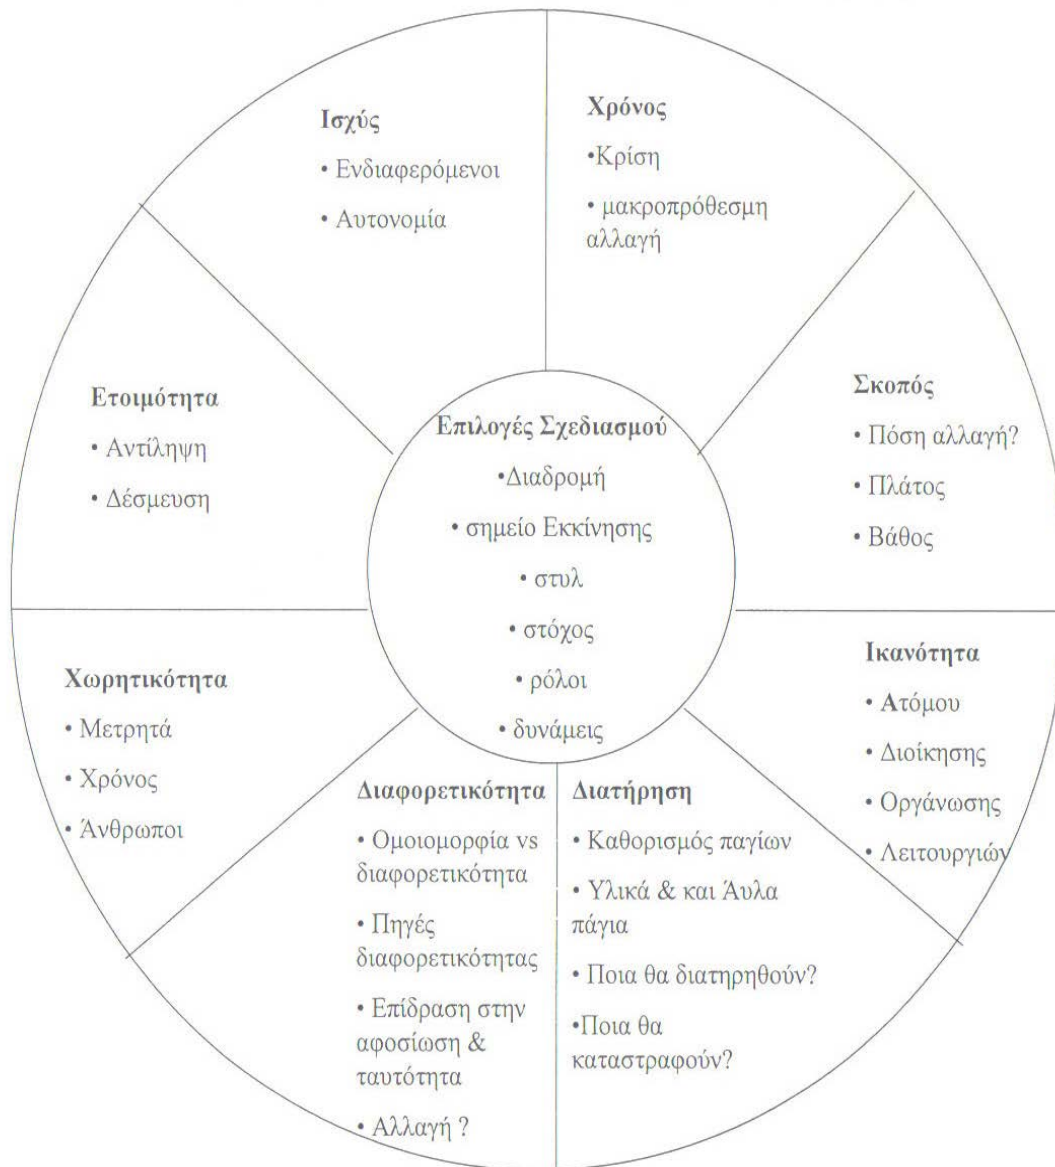 Ισχύς
• Ενδιαφερόμενοι
• Αυτονομία
Χρόνος
•Κρίση
• μακροπρόθεσμη
αλλαγή
Σκοπός
• Πόση αλλαγή?
• Πλάτος
• Βάθος
Ετοιμότητα
• Αντίληψη
• Δέσμευση
Επιλογές Σχεδιασμού
•Διαδρομή
• σημείο Εκκίνησης
• στυλ
• στόχος
• ρόλοι
• δυνάμεις
Ικανότητα
• Ατόμου
• Διοίκησης
• Οργάνωσης
• Λειτουργιών
Χωρητικότητα
• Μετρητά
• Χρόνος
• Άνθρωποι
Διαφορετικότητα
• Ομοιομορφία vs
διαφορετικότητα
• Πηγές
διαφορετικότητας
• Επίδραση στην
αφοσίωση &
ταυτότητα
• Αλλαγή ?
Διατήρηση
• Καθορισμός παγίων
• Υλικά & και Άυλα
πάγια
• Ποια θα διατηρηθούν?
•Ποια θα
καταστραφούν?